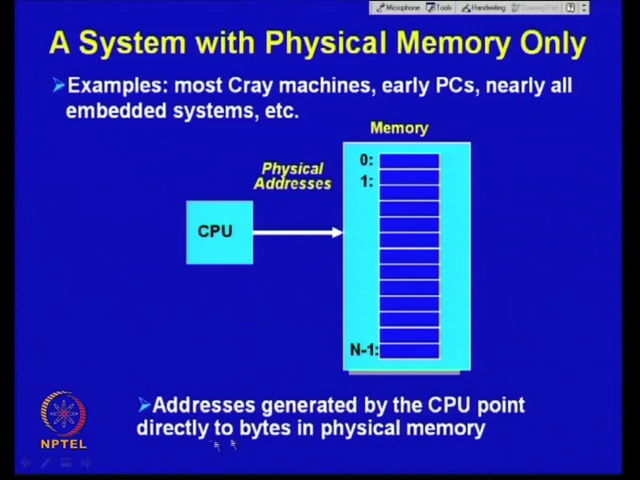 Microphone Tools Handwriting Drawing Pad
A System with Physical Memory Only
Examples: most Cray machines, early PCs, nearly all
embedded systems, etc.
Memory
Physical
Addresses
0:
1:
CPU
N-1:
Addresses generated by the CPU point
directly to bytes in physical memory
NPTEL